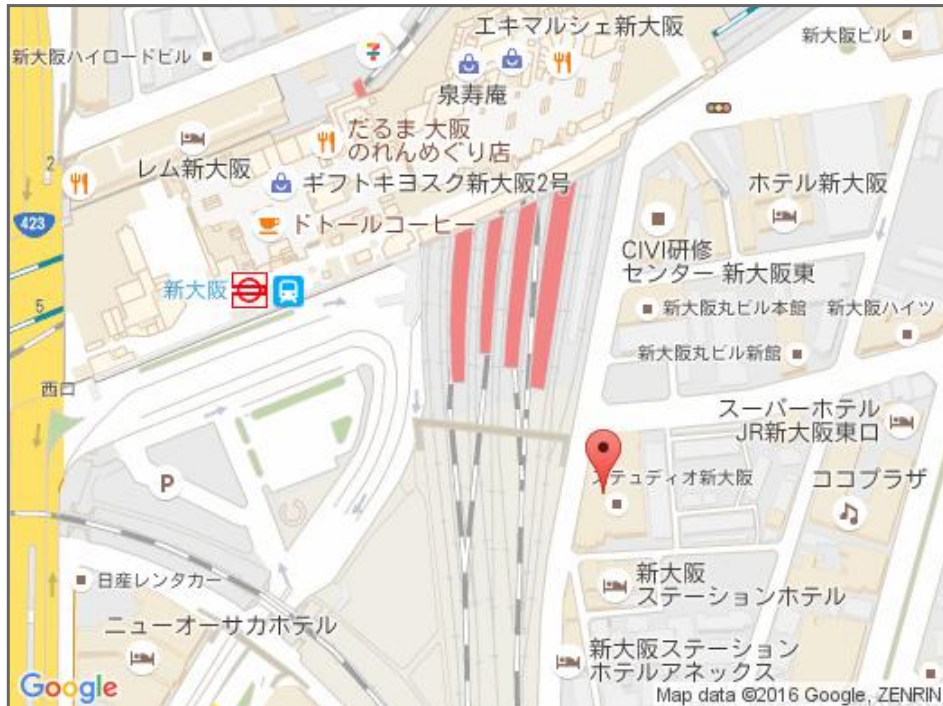 エキマルシェ新大阪
新大阪ビル
新大阪ハイロードビル
泉寿庵
だるま 大阪
のれんめぐり店
2
レム新大阪
ギフトキヨスク新大阪2号
ホテル新大阪
423
ドトールコーヒー
CIVI研修
センター 新大阪東
新大阪
5
新大阪丸ビル本館
新大阪ハイツ
新大阪丸ビル新館
西口
スーパーホテル
JR新大阪東口
P
ステュディオ新大阪
ココプラザ
日産レンタカー
新大阪
ステーションホテル
ニューオーサカホテル
新大阪ステーション
ホテルアネックス
Google
Map data ©2016 Google, ZENRIN